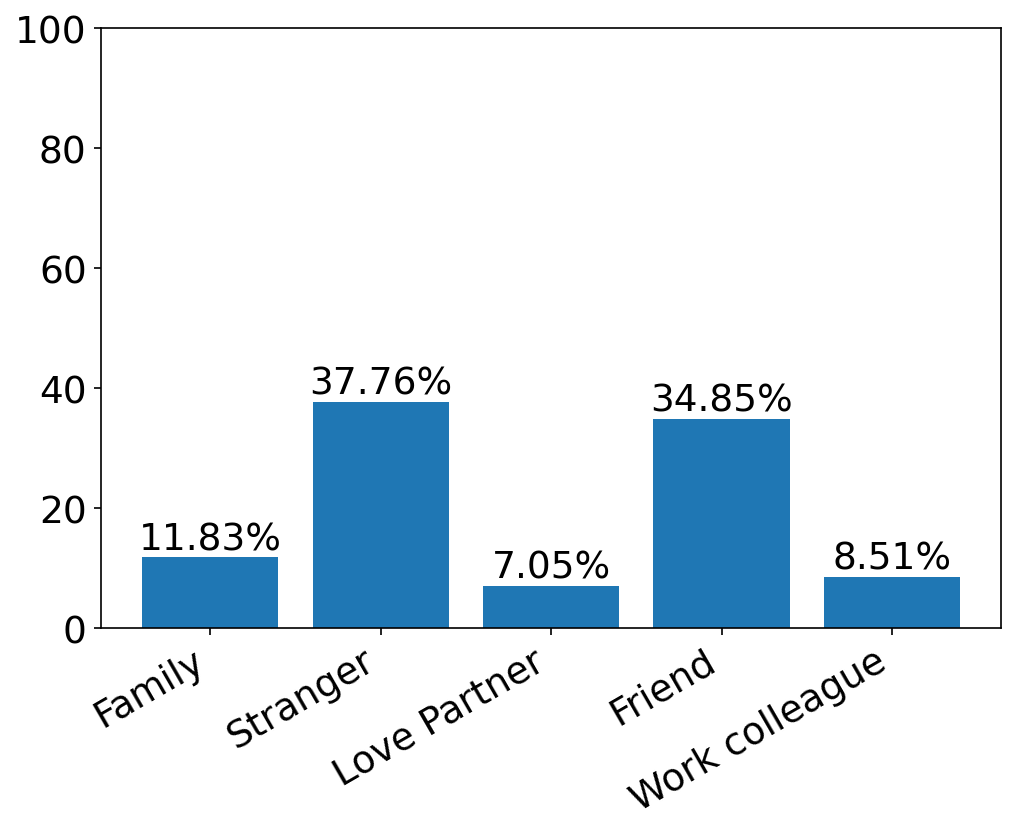 100
80
60
40
20
0
11.83%
37.76%
7.05%
34.85%
8.51%
Family
Stranger
Love Partner
Friend
Work colleague